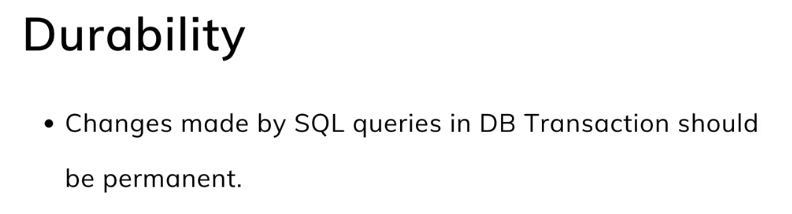 Durability
• Changes made by SQL queries in DB Transaction should
be permanent.